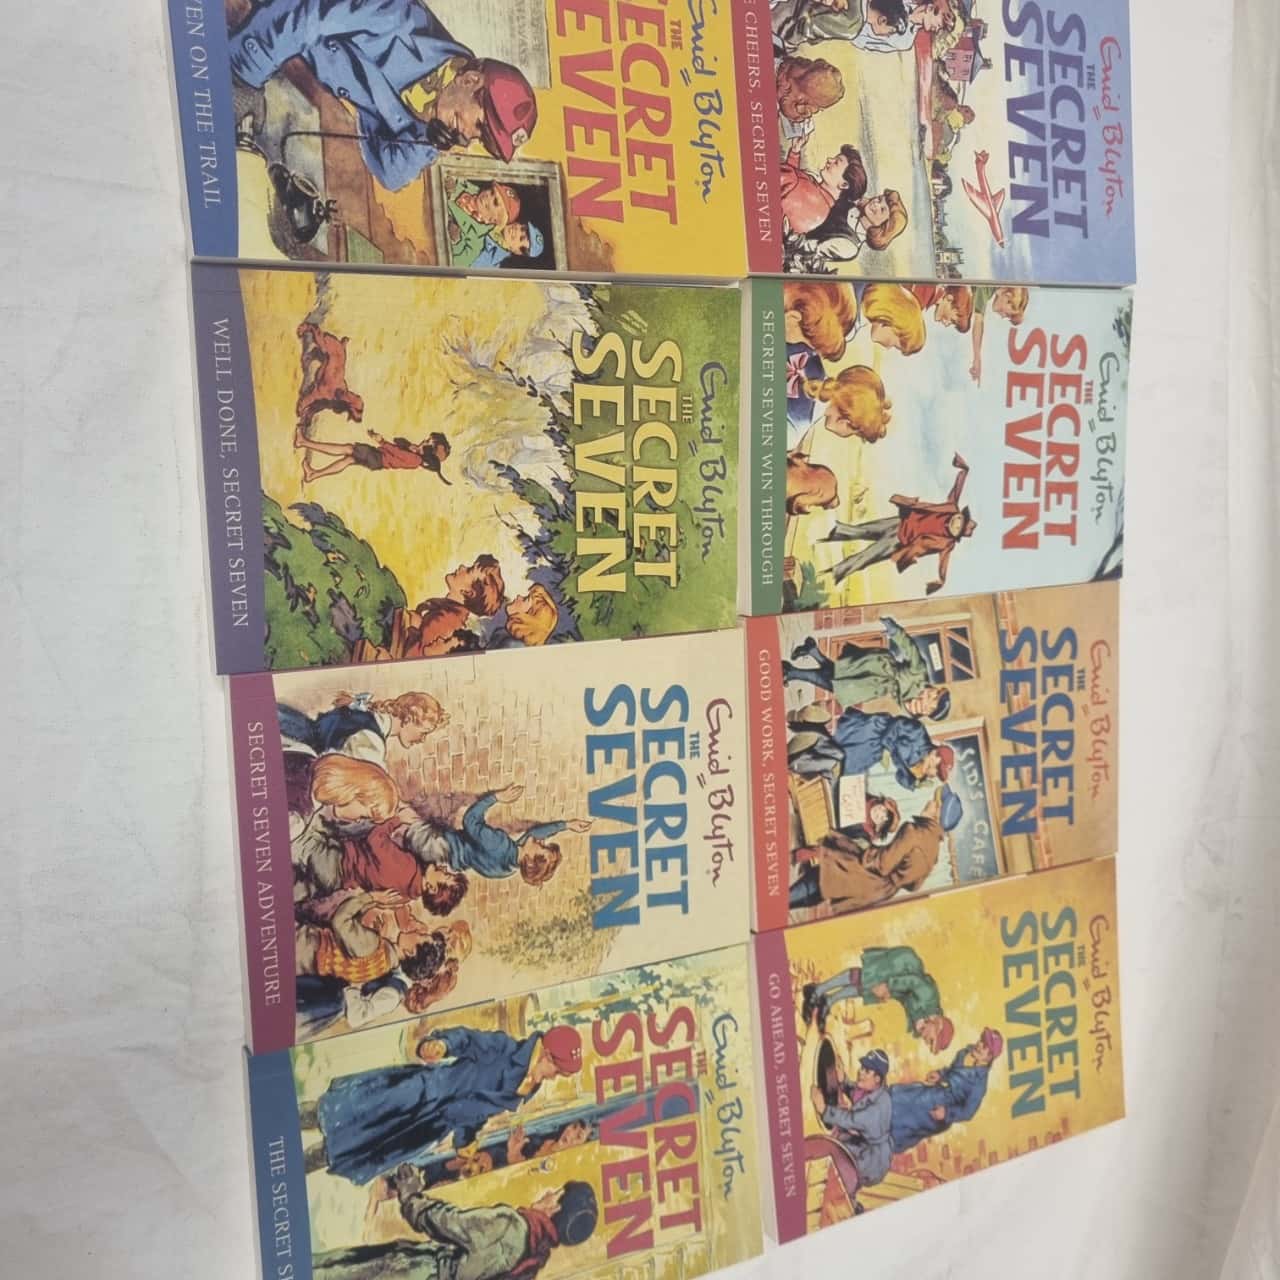 Enid Blyton
THE
SECRET
SEVEN
CHEERS, SECRET SEVEN
Enid Blyton
THE
SECRET
SEVEN
SECRET SEVEN WIN THROUGH
Enid Blyton
THE
SECRET
SEVEN
SID'S
CAFE
GOOD WORK, SECRET SEVEN
Enid Blyton
THE
SECRET
SEVEN
GO AHEAD, SECRET SEVEN
Enid Blyton
THE
SECRET
SEVEN
ON THE TRAIL
Enid Blyton
THE
SECRET
SEVEN
WELL DONE, SECRET SEVEN
Enid Blyton
THE
SECRET
SEVEN
SECRET SEVEN ADVENTURE
Enid Blyton
THE
SECRET
SEVEN
THE SECRET